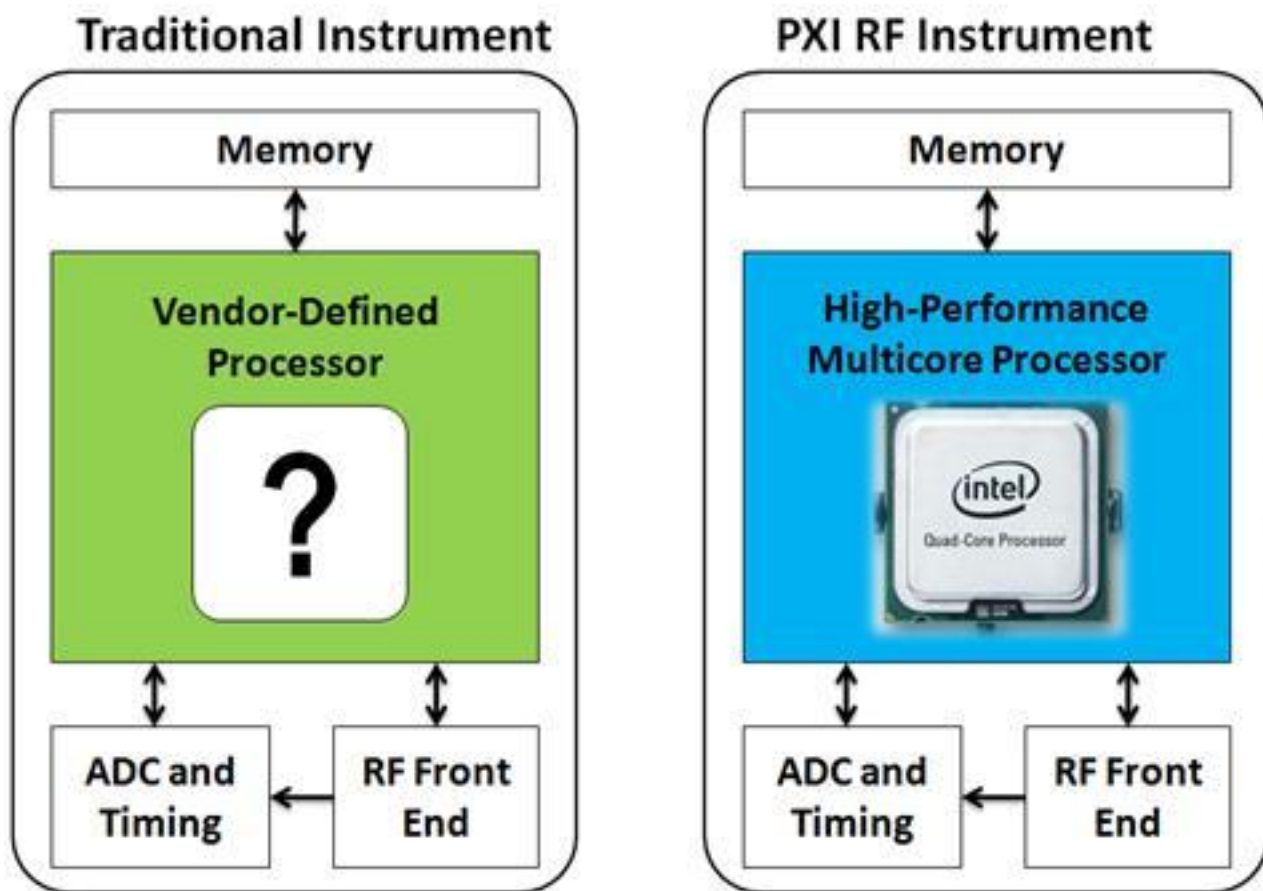 Traditional Instrument
Memory
Vendor-Defined
Processor
?
ADC and
Timing
RF Front
End
PXI RF Instrument
Memory
High-Performance
Multicore Processor
intel
Quad-Core Processor
ADC and
Timing
RF Front
End